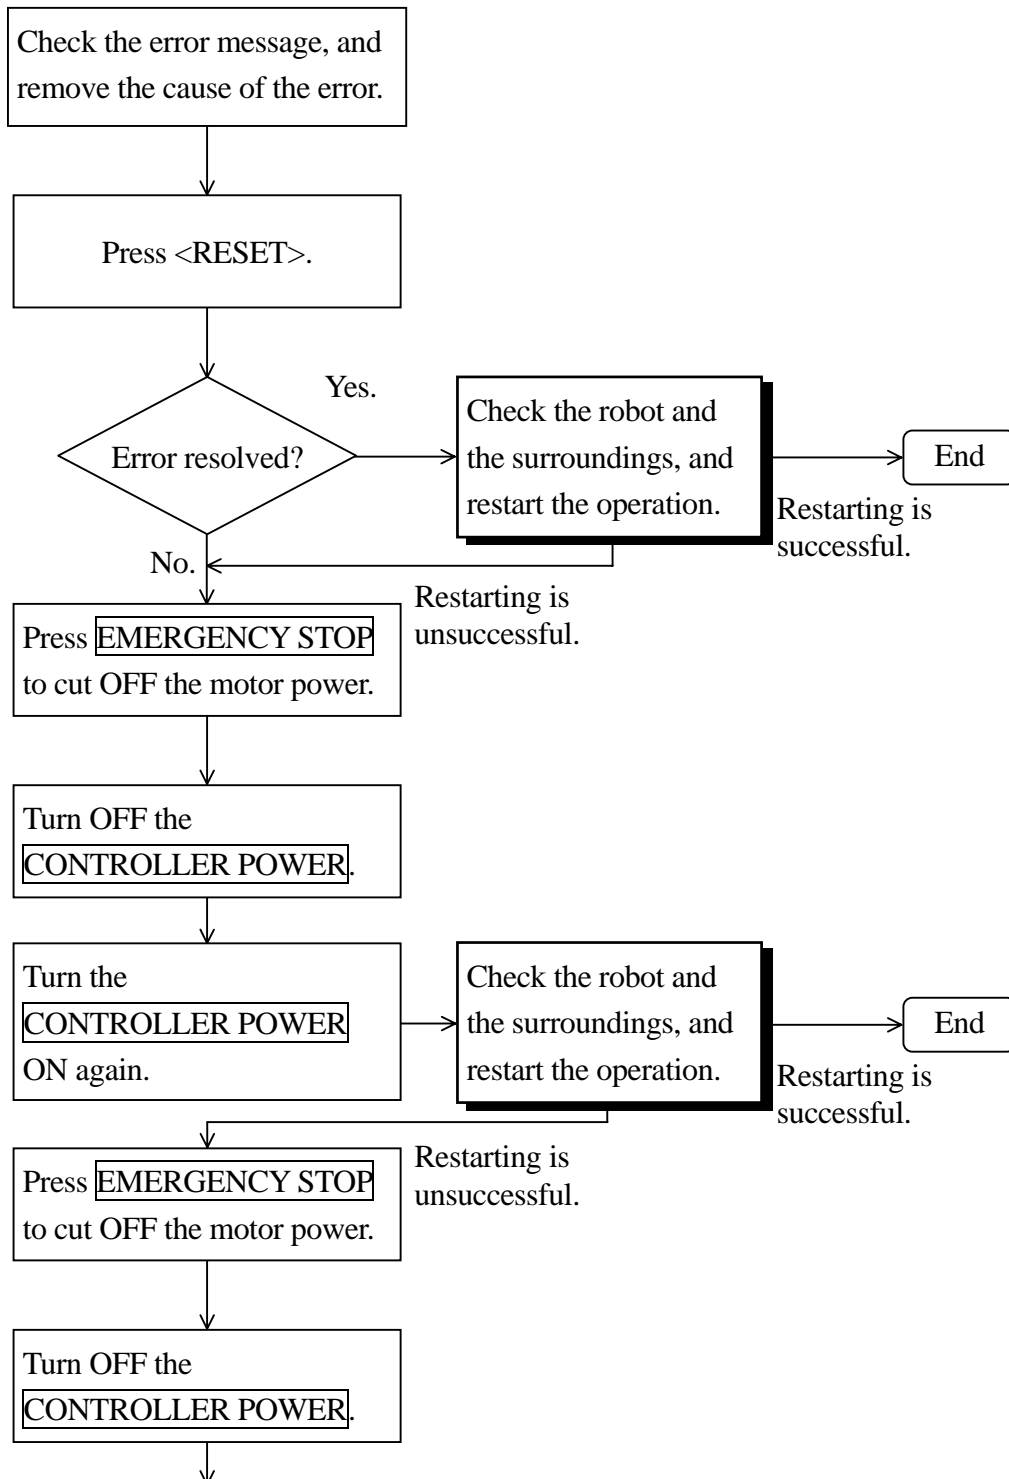 Check the error message, and
remove the cause of the error.
Press <RESET>.
Error resolved?
Yes.
Check the robot and
the surroundings, and
restart the operation.
End
Restarting is
successful.
No.
Restarting is
unsuccessful.
Press EMERGENCY STOP
to cut OFF the motor power.
Turn OFF the
CONTROLLER POWER.
Turn the
CONTROLLER POWER
ON again.
Check the robot and
the surroundings, and
restart the operation.
End
Restarting is
successful.
Restarting is
unsuccessful.
Press EMERGENCY STOP
to cut OFF the motor power.
Turn OFF the
CONTROLLER POWER.